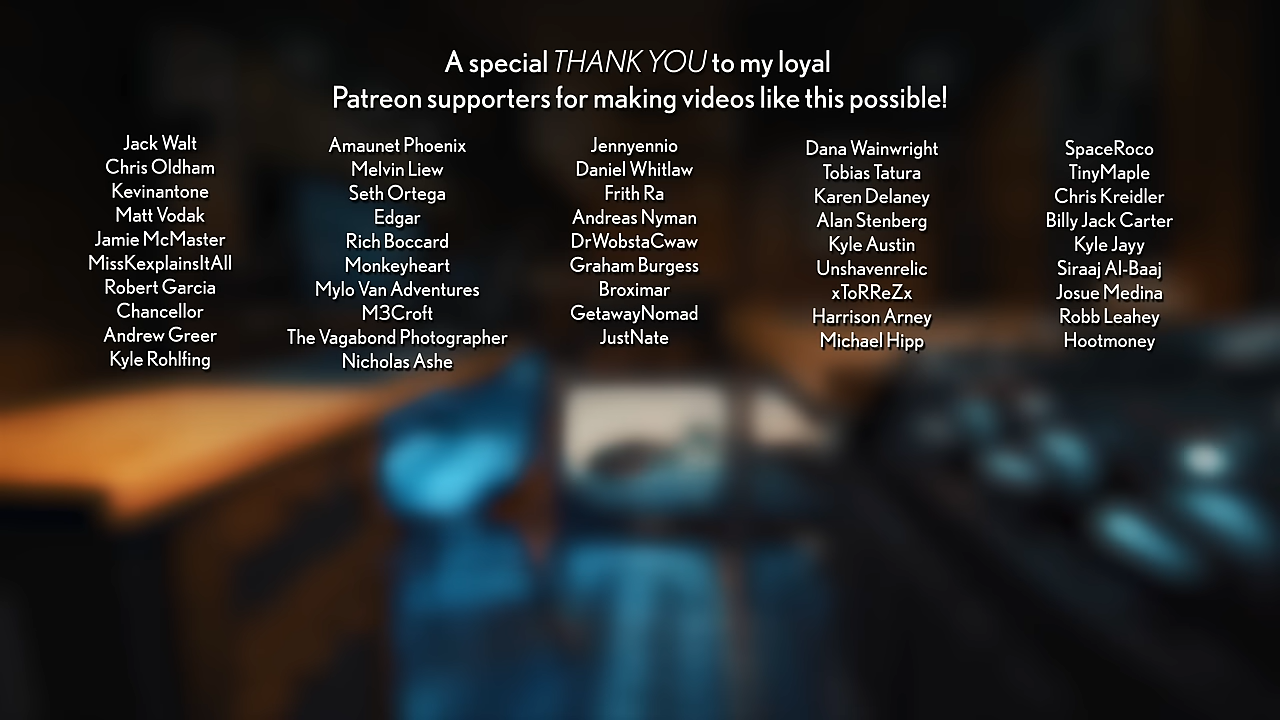 A special THANK YOU to my loyal
Patreon supporters for making videos like this possible!
Jack Walt
Chris Oldham
Kevinantone
Matt Vodak
Jamie McMaster
MissKexplainsItAll
Robert Garcia
Chancellor
Andrew Greer
Kyle Rohlfing
Amaunet Phoenix
Melvin Liew
Seth Ortega
Edgar
Rich Boccard
Monkeyheart
Mylo Van Adventures
M3Croft
The Vagabond Photographer
Nicholas Ashe
Jennyennio
Daniel Whitlaw
Frith Ra
Andreas Nyman
DrWobstaCwaw
Graham Burgess
Broximar
GetawayNomad
JustNate
Dana Wainwright
Tobias Tatura
Karen Delaney
Alan Stenberg
Kyle Austin
Unshavenrelic
xToRReZx
Harrison Arney
Michael Hipp
SpaceRoco
TinyMaple
Chris Kreidler
Billy Jack Carter
Kyle Jayy
Siraaj Al-Baaj
Josue Medina
Robb Leahey
Hootmoney